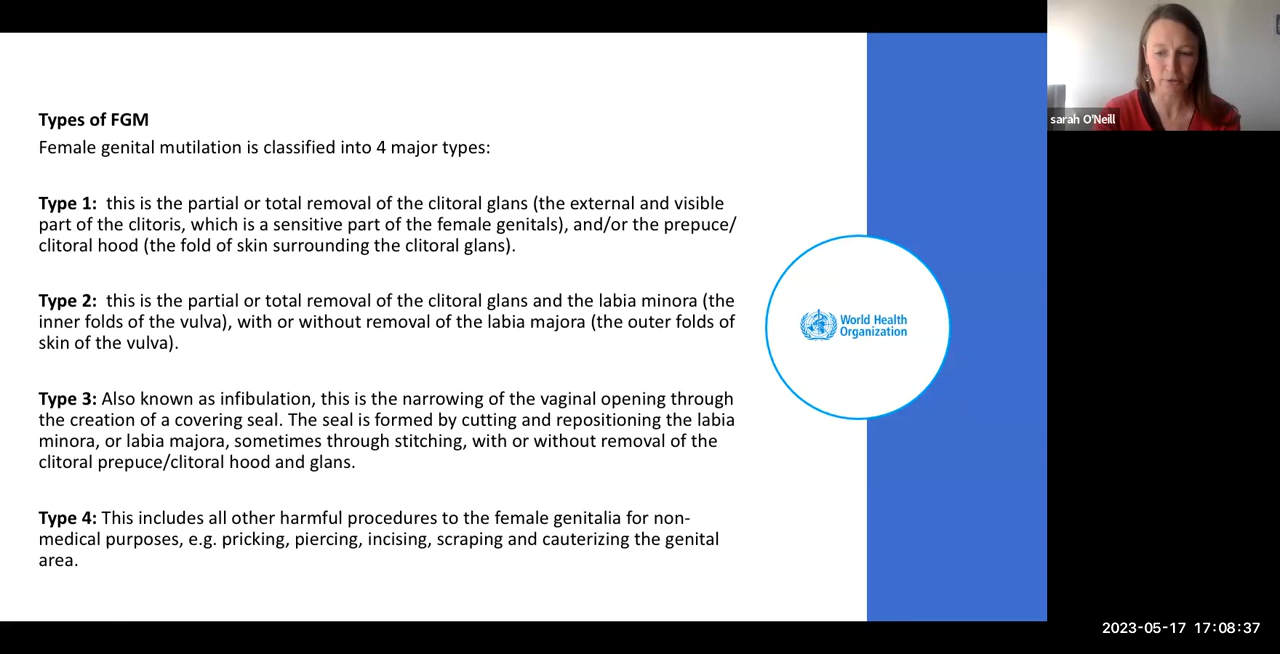 Types of FGM
Female genital mutilation is classified into 4 major types:
Type 1:  this is the partial or total removal of the clitoral glans (the external and visible
part of the clitoris, which is a sensitive part of the female genitals), and/or the prepuce/
clitoral hood (the fold of skin surrounding the clitoral glans).
Type 2:  this is the partial or total removal of the clitoral glans and the labia minora (the
inner folds of the vulva), with or without removal of the labia majora (the outer folds of
skin of the vulva).
Type 3: Also known as infibulation, this is the narrowing of the vaginal opening through
the creation of a covering seal. The seal is formed by cutting and repositioning the labia
minora, or labia majora, sometimes through stitching, with or without removal of the
clitoral prepuce/clitoral hood and glans.
Type 4: This includes all other harmful procedures to the female genitalia for non-
medical purposes, e.g. pricking, piercing, incising, scraping and cauterizing the genital
area.
World Health
Organization
sarah O'Neill
2023-05-17 17:08:37